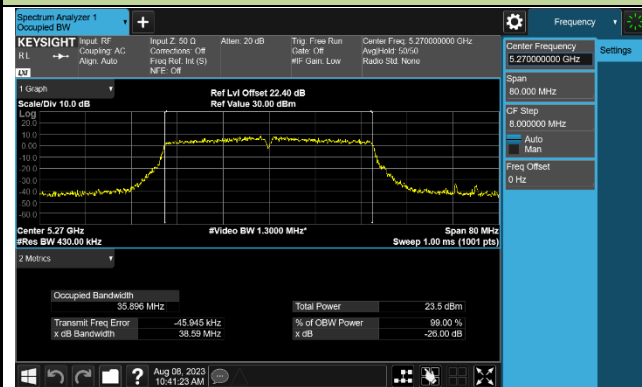 Spectrum Analyzer 1
Occupied BW
Frequency
KEYSIGHT
RL
Input: RF
Coupling: AC
Align: Auto
Input Z: 50 Ω
Corrections: Off
Freq Ref: Int (S)
NFE: Off
Atten: 20 dB
Trig: Free Run
Gate: Off
#IF Gain: Low
Center Freq: 5.270000000 GHz
Avg|Hold: 50/50
Radio Std: None
LXI
Center Frequency
5.270000000 GHz
Settings
Span
80.000 MHz
CF Step
8.000000 MHz
Auto
Man
Freq Offset
0 Hz
1 Graph
Scale/Div 10.0 dB
Ref Lvl Offset 22.40 dB
Ref Value 30.00 dBm
Log
20.0
10.0
0.00
-10.0
-20.0
-30.0
-40.0
-50.0
-60.0
Center 5.27 GHz
#Res BW 430.00 kHz
#Video BW 1.3000 MHz*
Span 80 MHz
Sweep 1.00 ms (1001 pts)
2 Metrics
Occupied Bandwidth
35.896 MHz
Total Power 23.5 dBm
Transmit Freq Error -45.945 kHz
% of OBW Power 99.00 %
x dB Bandwidth 38.59 MHz
x dB -26.00 dB
Aug 08, 2023
10:41:23 AM